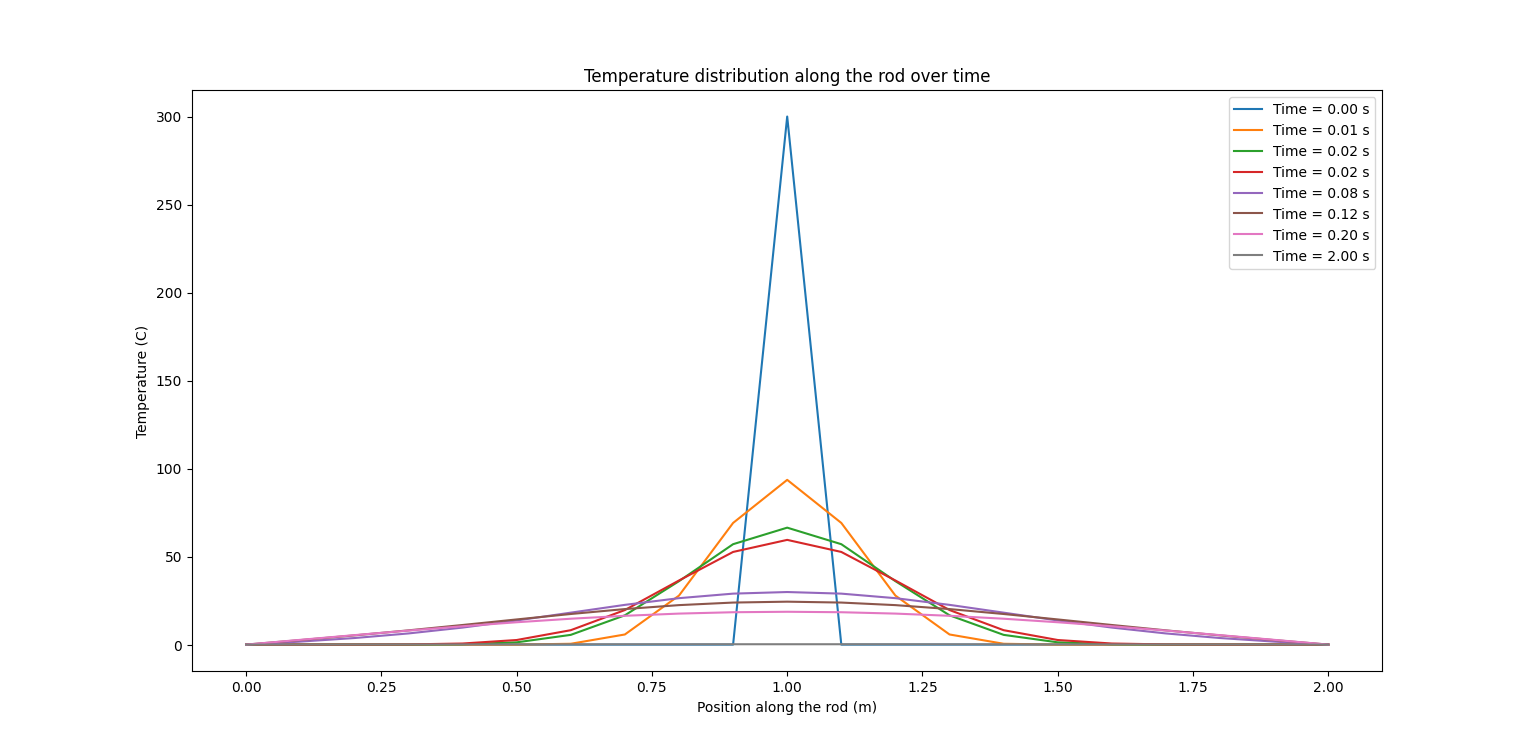 Temperature distribution along the rod over time
Time = 0.00 s
Time = 0.01 s
Time = 0.02 s
Time = 0.02 s
Time = 0.08 s
Time = 0.12 s
Time = 0.20 s
Time = 2.00 s
300
250
200
150
100
50
0
Temperature (C)
0.00 0.25 0.50 0.75 1.00 1.25 1.50 1.75 2.00
Position along the rod (m)